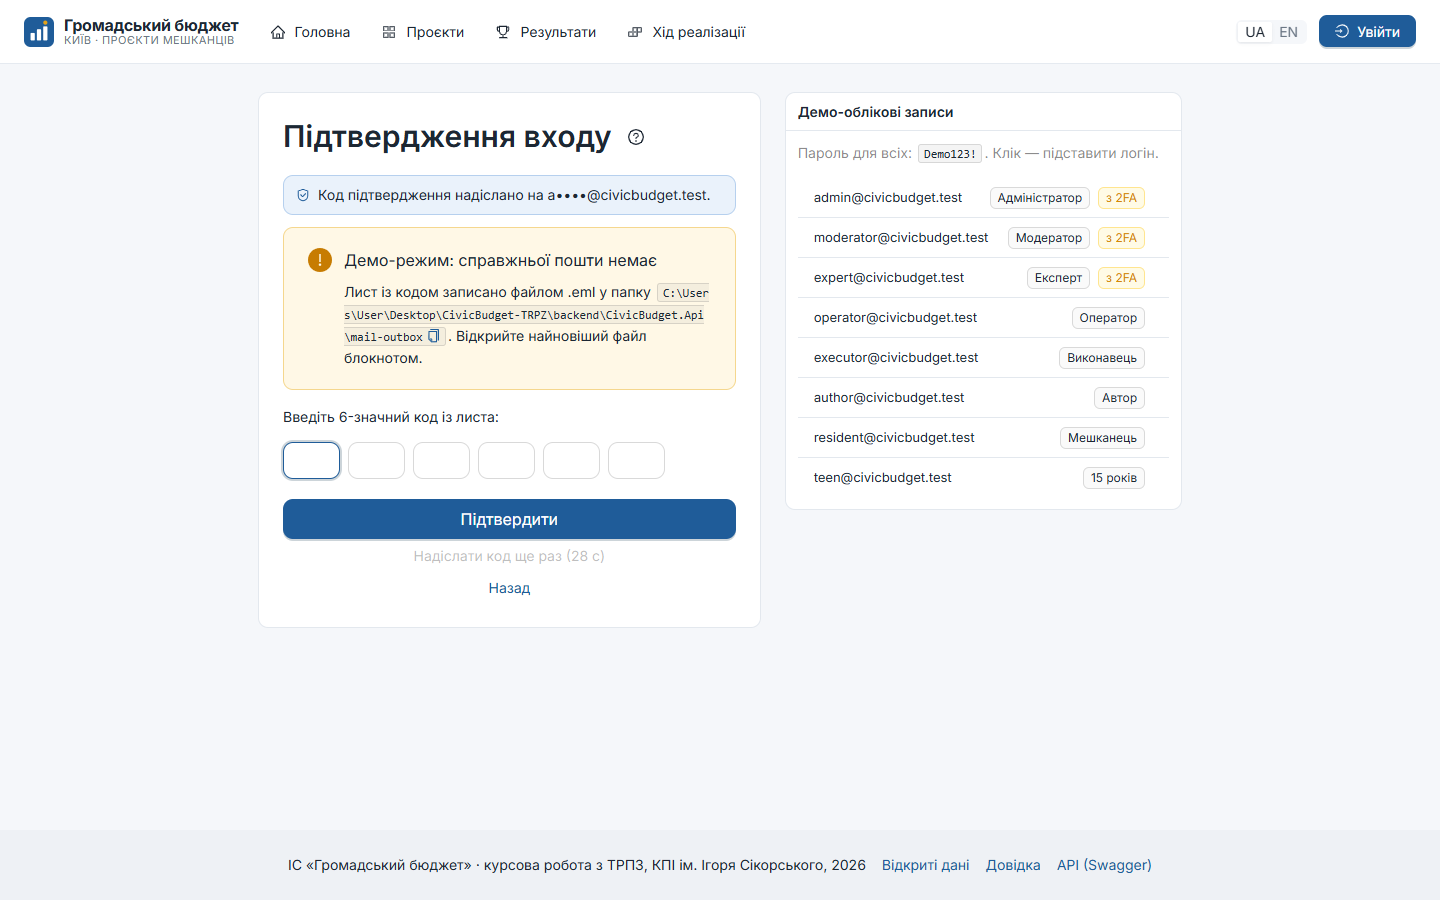 Громадський бюджет
КИЇВ · ПРОЄКТИ МЕШКАНЦІВ
Головна
Проєкти
Результати
Хід реалізації
UA EN
Увійти
Підтвердження входу
Код підтвердження надіслано на a••••@civicbudget.test.
Демо-режим: справжньої пошти немає
Лист із кодом записано файлом .eml у папку C:\User
s\User\Desktop\CivicBudget-TRPZ\backend\CivicBudget.Api
\mail-outbox . Відкрийте найновіший файл
блокнотом.
Введіть 6-значний код із листа:
Підтвердити
Надіслати код ще раз (28 с)
Назад
Демо-облікові записи
Пароль для всіх: Demo123! . Клік — підставити логін.
admin@civicbudget.test Адміністратор з 2FA
moderator@civicbudget.test Модератор з 2FA
expert@civicbudget.test Експерт з 2FA
operator@civicbudget.test Оператор
executor@civicbudget.test Виконавець
author@civicbudget.test Автор
resident@civicbudget.test Мешканець
teen@civicbudget.test 15 років
ІС «Громадський бюджет» · курсова робота з ТРПЗ, КПІ ім. Ігоря Сікорського, 2026 Відкриті дані Довідка API (Swagger)